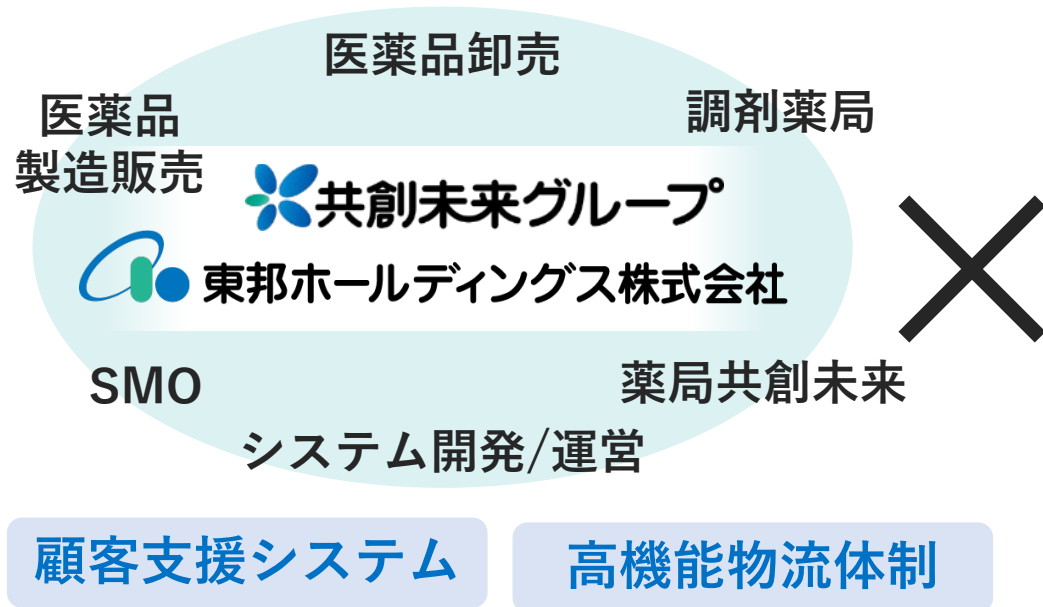 医薬品卸売
医薬品
製造販売
調剤薬局
共創未来グループ
東邦ホールディングス株式会社
SMO
薬局共創未来
システム開発/運営
顧客支援システム
高機能物流体制